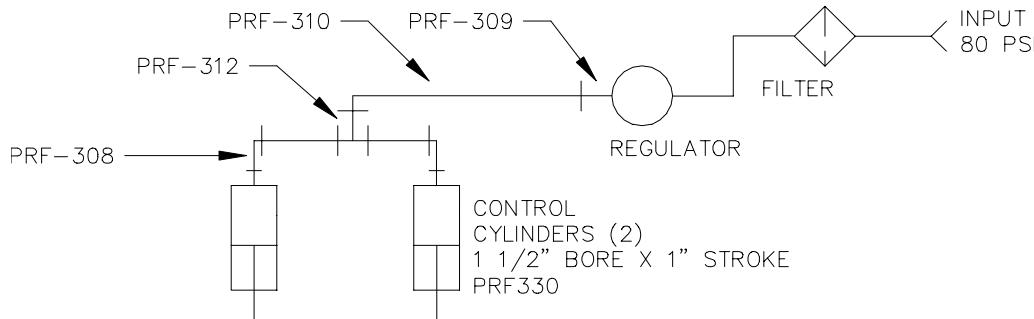 PRF-310
PRF-309
INPUT
80 PS
PRF-312
FILTER
REGULATOR
PRF-308
CONTROL
CYLINDERS (2)
1 1/2" BORE X 1" STROKE
PRF330